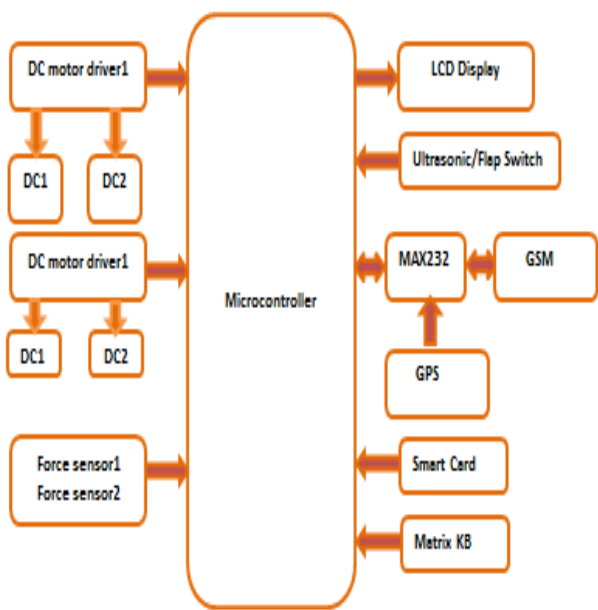 DC motor driver1
DC1
DC2
DC motor driver1
DC1
DC2
Force sensor1
Force sensor2
Microcontroller
LCD Display
Ultrasonic/Flap Switch
MAX232
GSM
GPS
Smart Card
Matrix KB